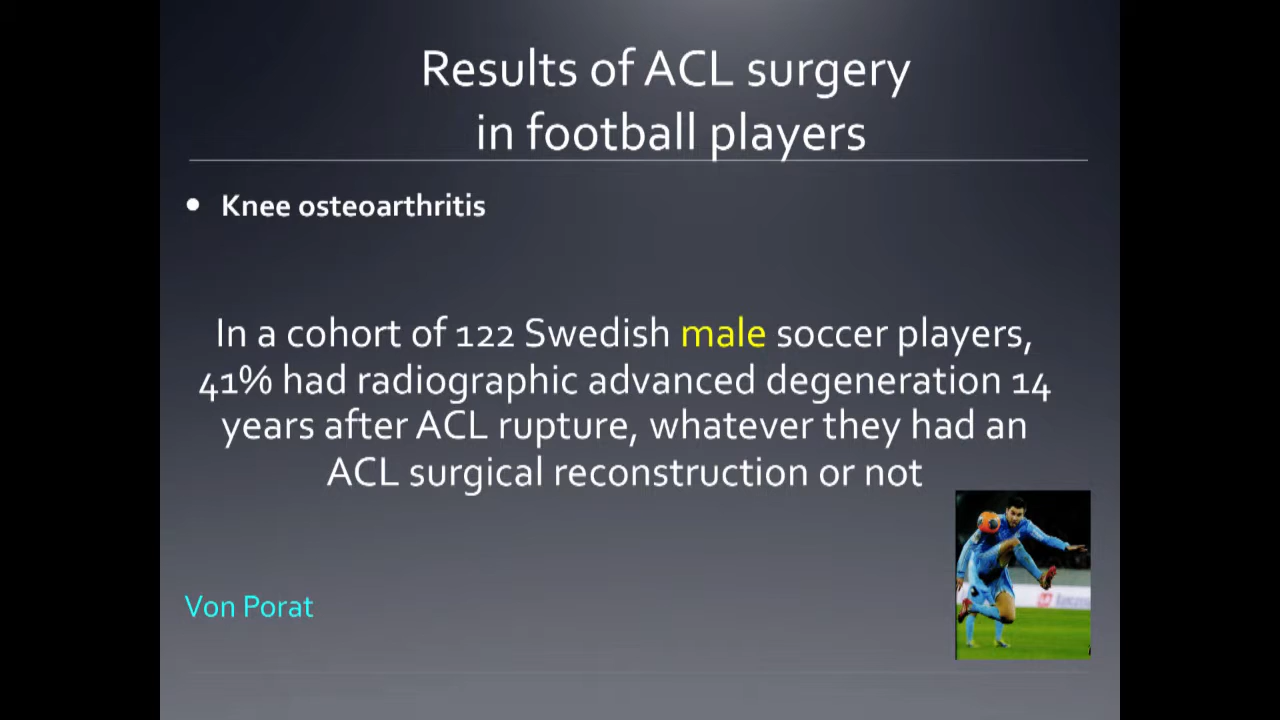 Results of ACL surgery
in football players
• Knee osteoarthritis
In a cohort of 122 Swedish male soccer players,
41% had radiographic advanced degeneration 14
years after ACL rupture, whatever they had an
ACL surgical reconstruction or not
Von Porat